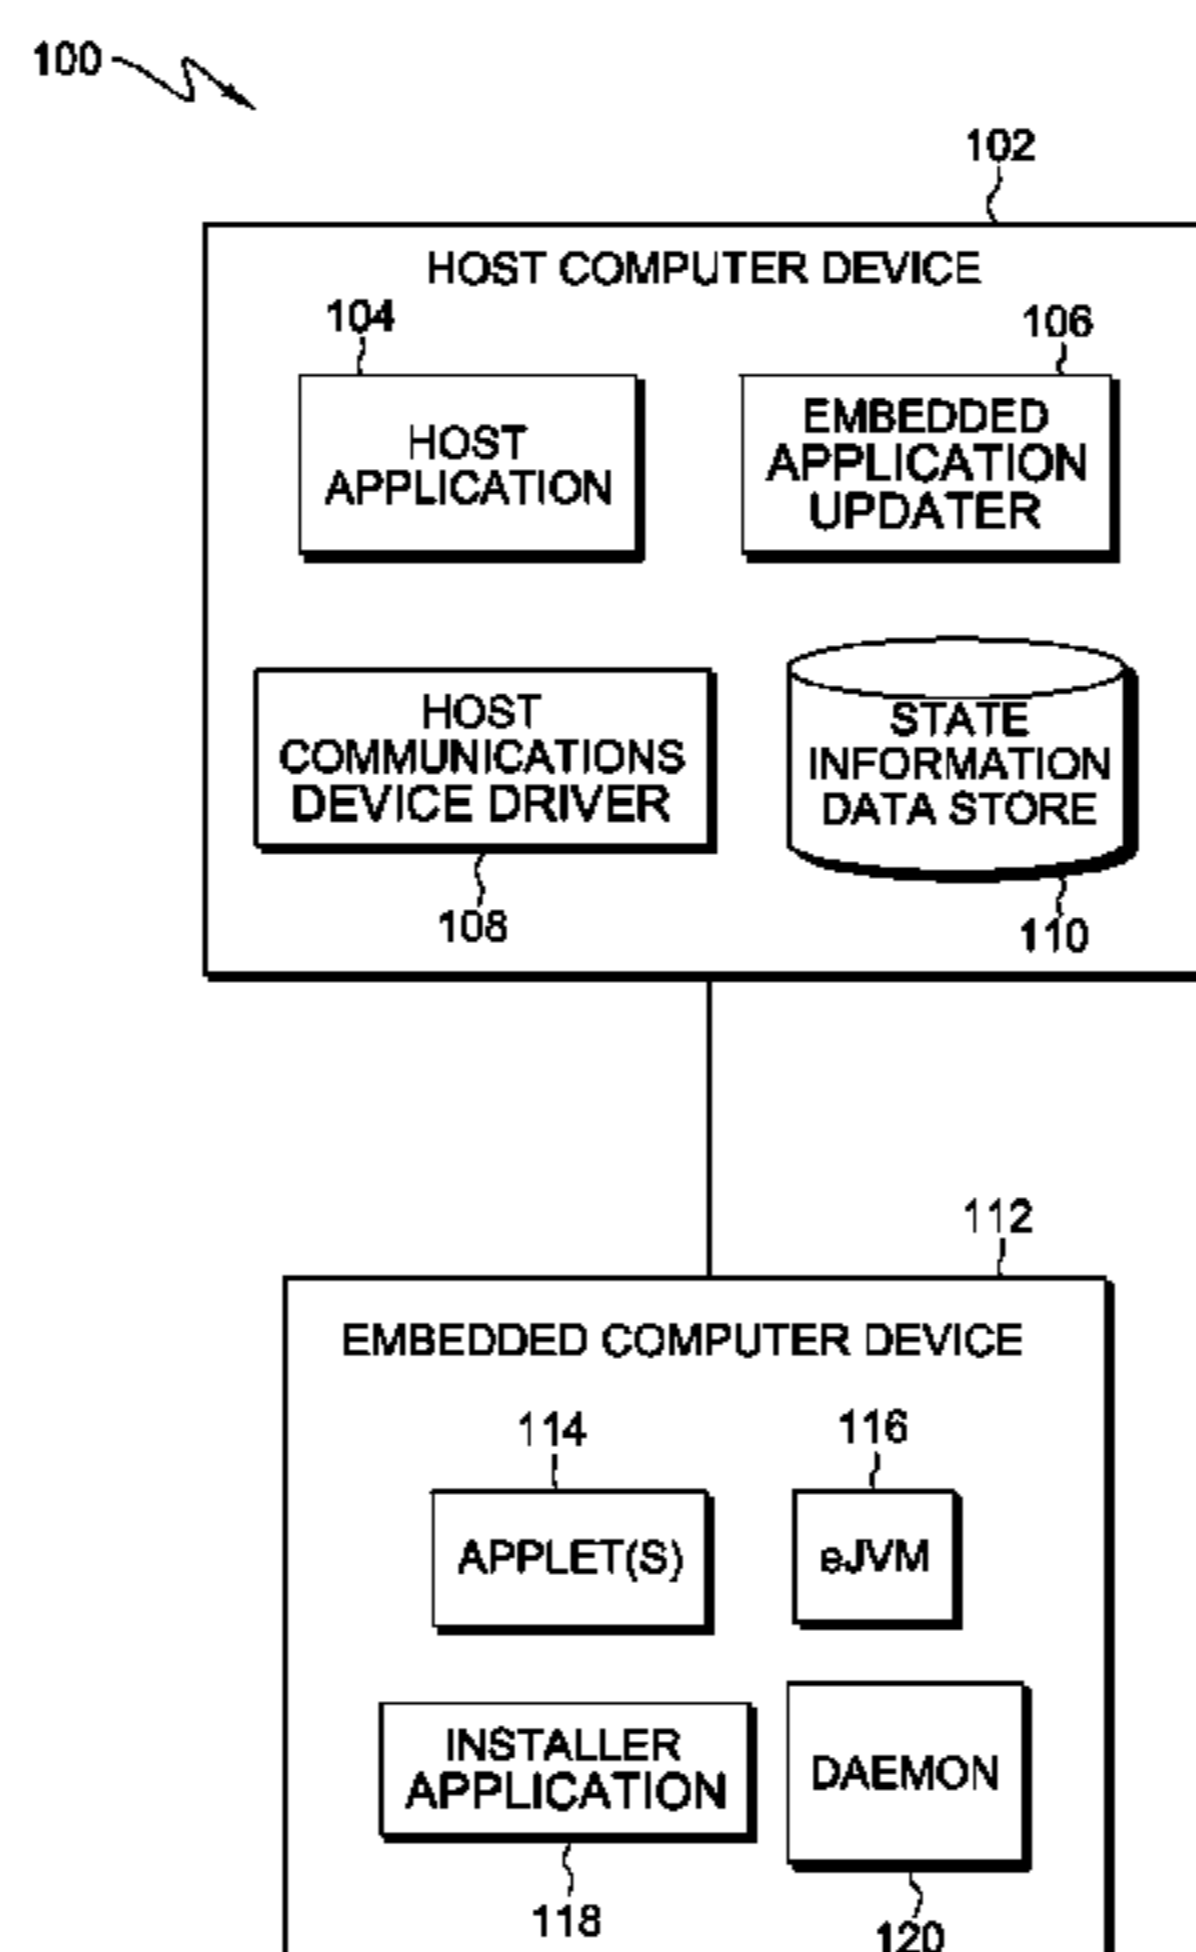 100
102
HOST COMPUTER DEVICE
104
106
HOST
APPLICATION
EMBEDDED
APPLICATION
UPDATER
HOST
COMMUNICATIONS
DEVICE DRIVER
STATE
INFORMATION
DATA STORE
108
110
112
EMBEDDED COMPUTER DEVICE
114
116
APPLET(S)
eJVM
INSTALLER
APPLICATION
DAEMON
118
120